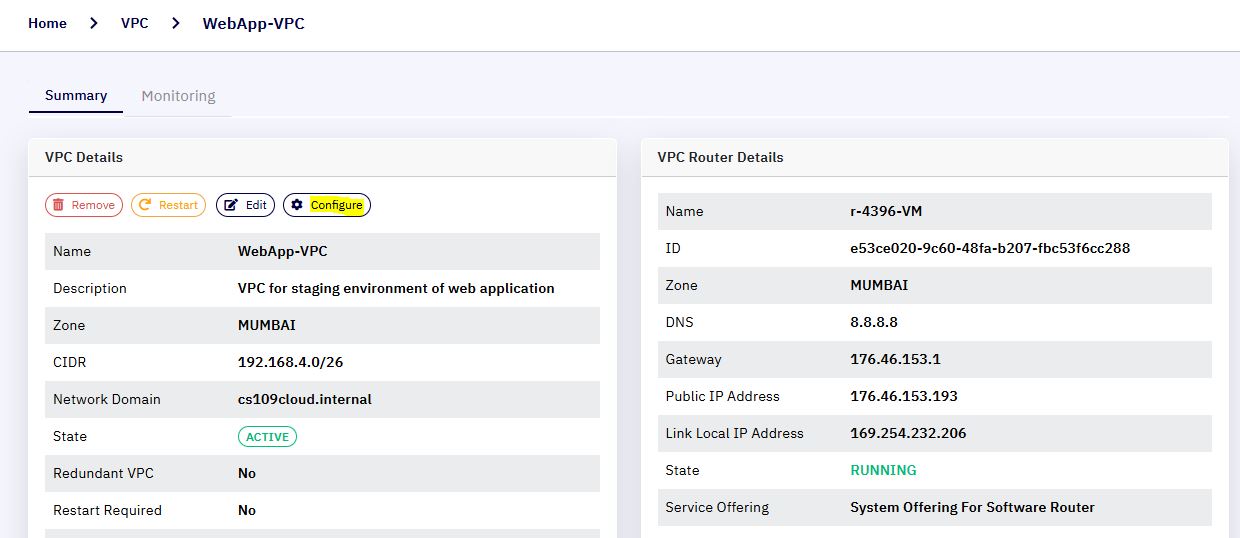 Home > VPC > WebApp-VPC
Summary Monitoring
VPC Details
Remove Restart Edit Configure
Name WebApp-VPC
Description VPC for staging environment of web application
Zone MUMBAI
CIDR 192.168.4.0/26
Network Domain cs109cloud.internal
State ACTIVE
Redundant VPC No
Restart Required No
VPC Router Details
Name r-4396-VM
ID e53ce020-9c60-48fa-b207-fbc53f6cc288
Zone MUMBAI
DNS 8.8.8.8
Gateway 176.46.153.1
Public IP Address 176.46.153.193
Link Local IP Address 169.254.232.206
State RUNNING
Service Offering System Offering For Software Router